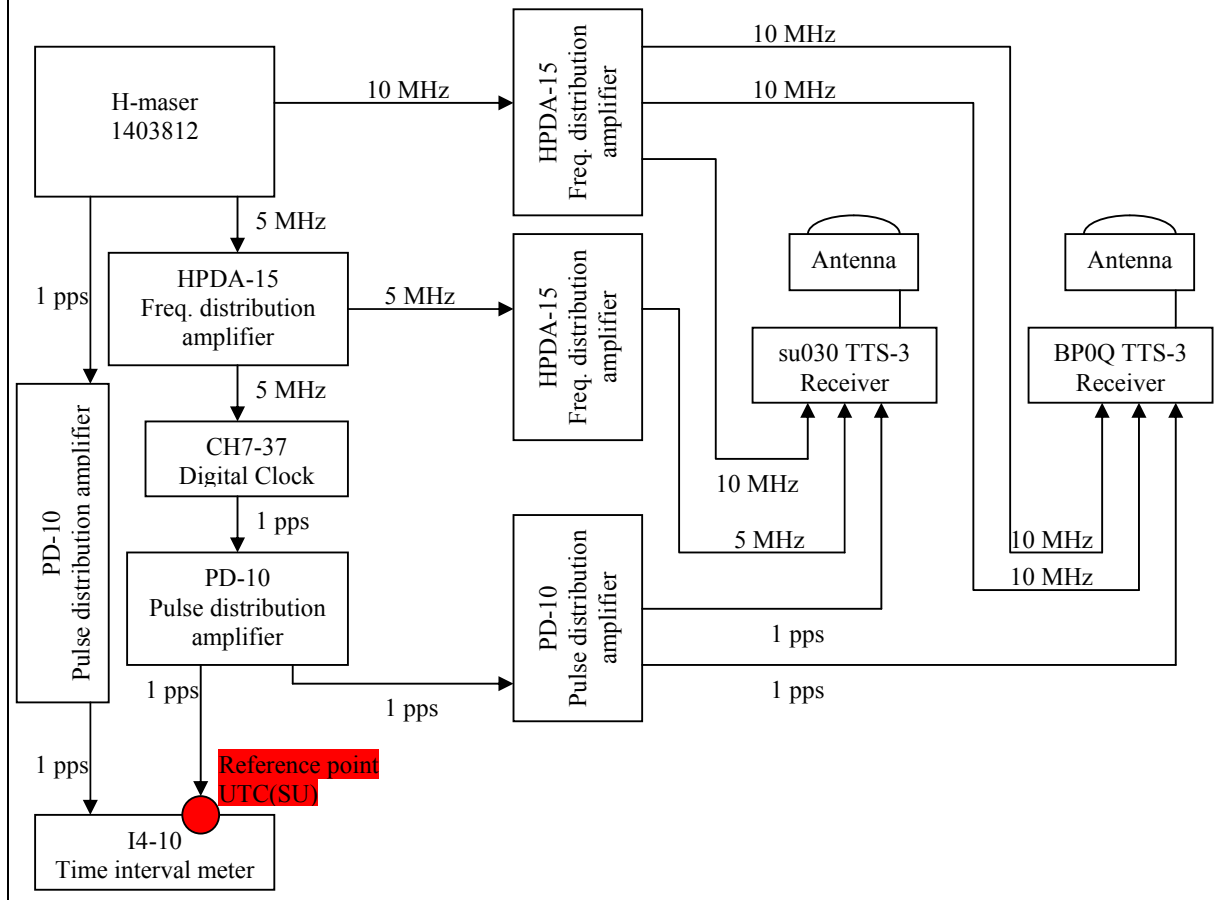 H-maser
1403812
10 MHz
HPDA-15
Freq. distribution
amplifier
10 MHz
10 MHz
5 MHz
1 pps
HPDA-15
Freq. distribution
amplifier
5 MHz
HPDA-15
Freq. distribution
amplifier
Antenna
Antenna
su030 TTS-3
Receiver
BP0Q TTS-3
Receiver
5 MHz
CH7-37
Digital Clock
10 MHz
1 pps
PD-10
Pulse distribution amplifier
PD-10
Pulse distribution
amplifier
PD-10
Pulse distribution
amplifier
5 MHz
10 MHz
10 MHz
1 pps
1 pps
1 pps
1 pps
1 pps
Reference point
UTC(SU)
I4-10
Time interval meter